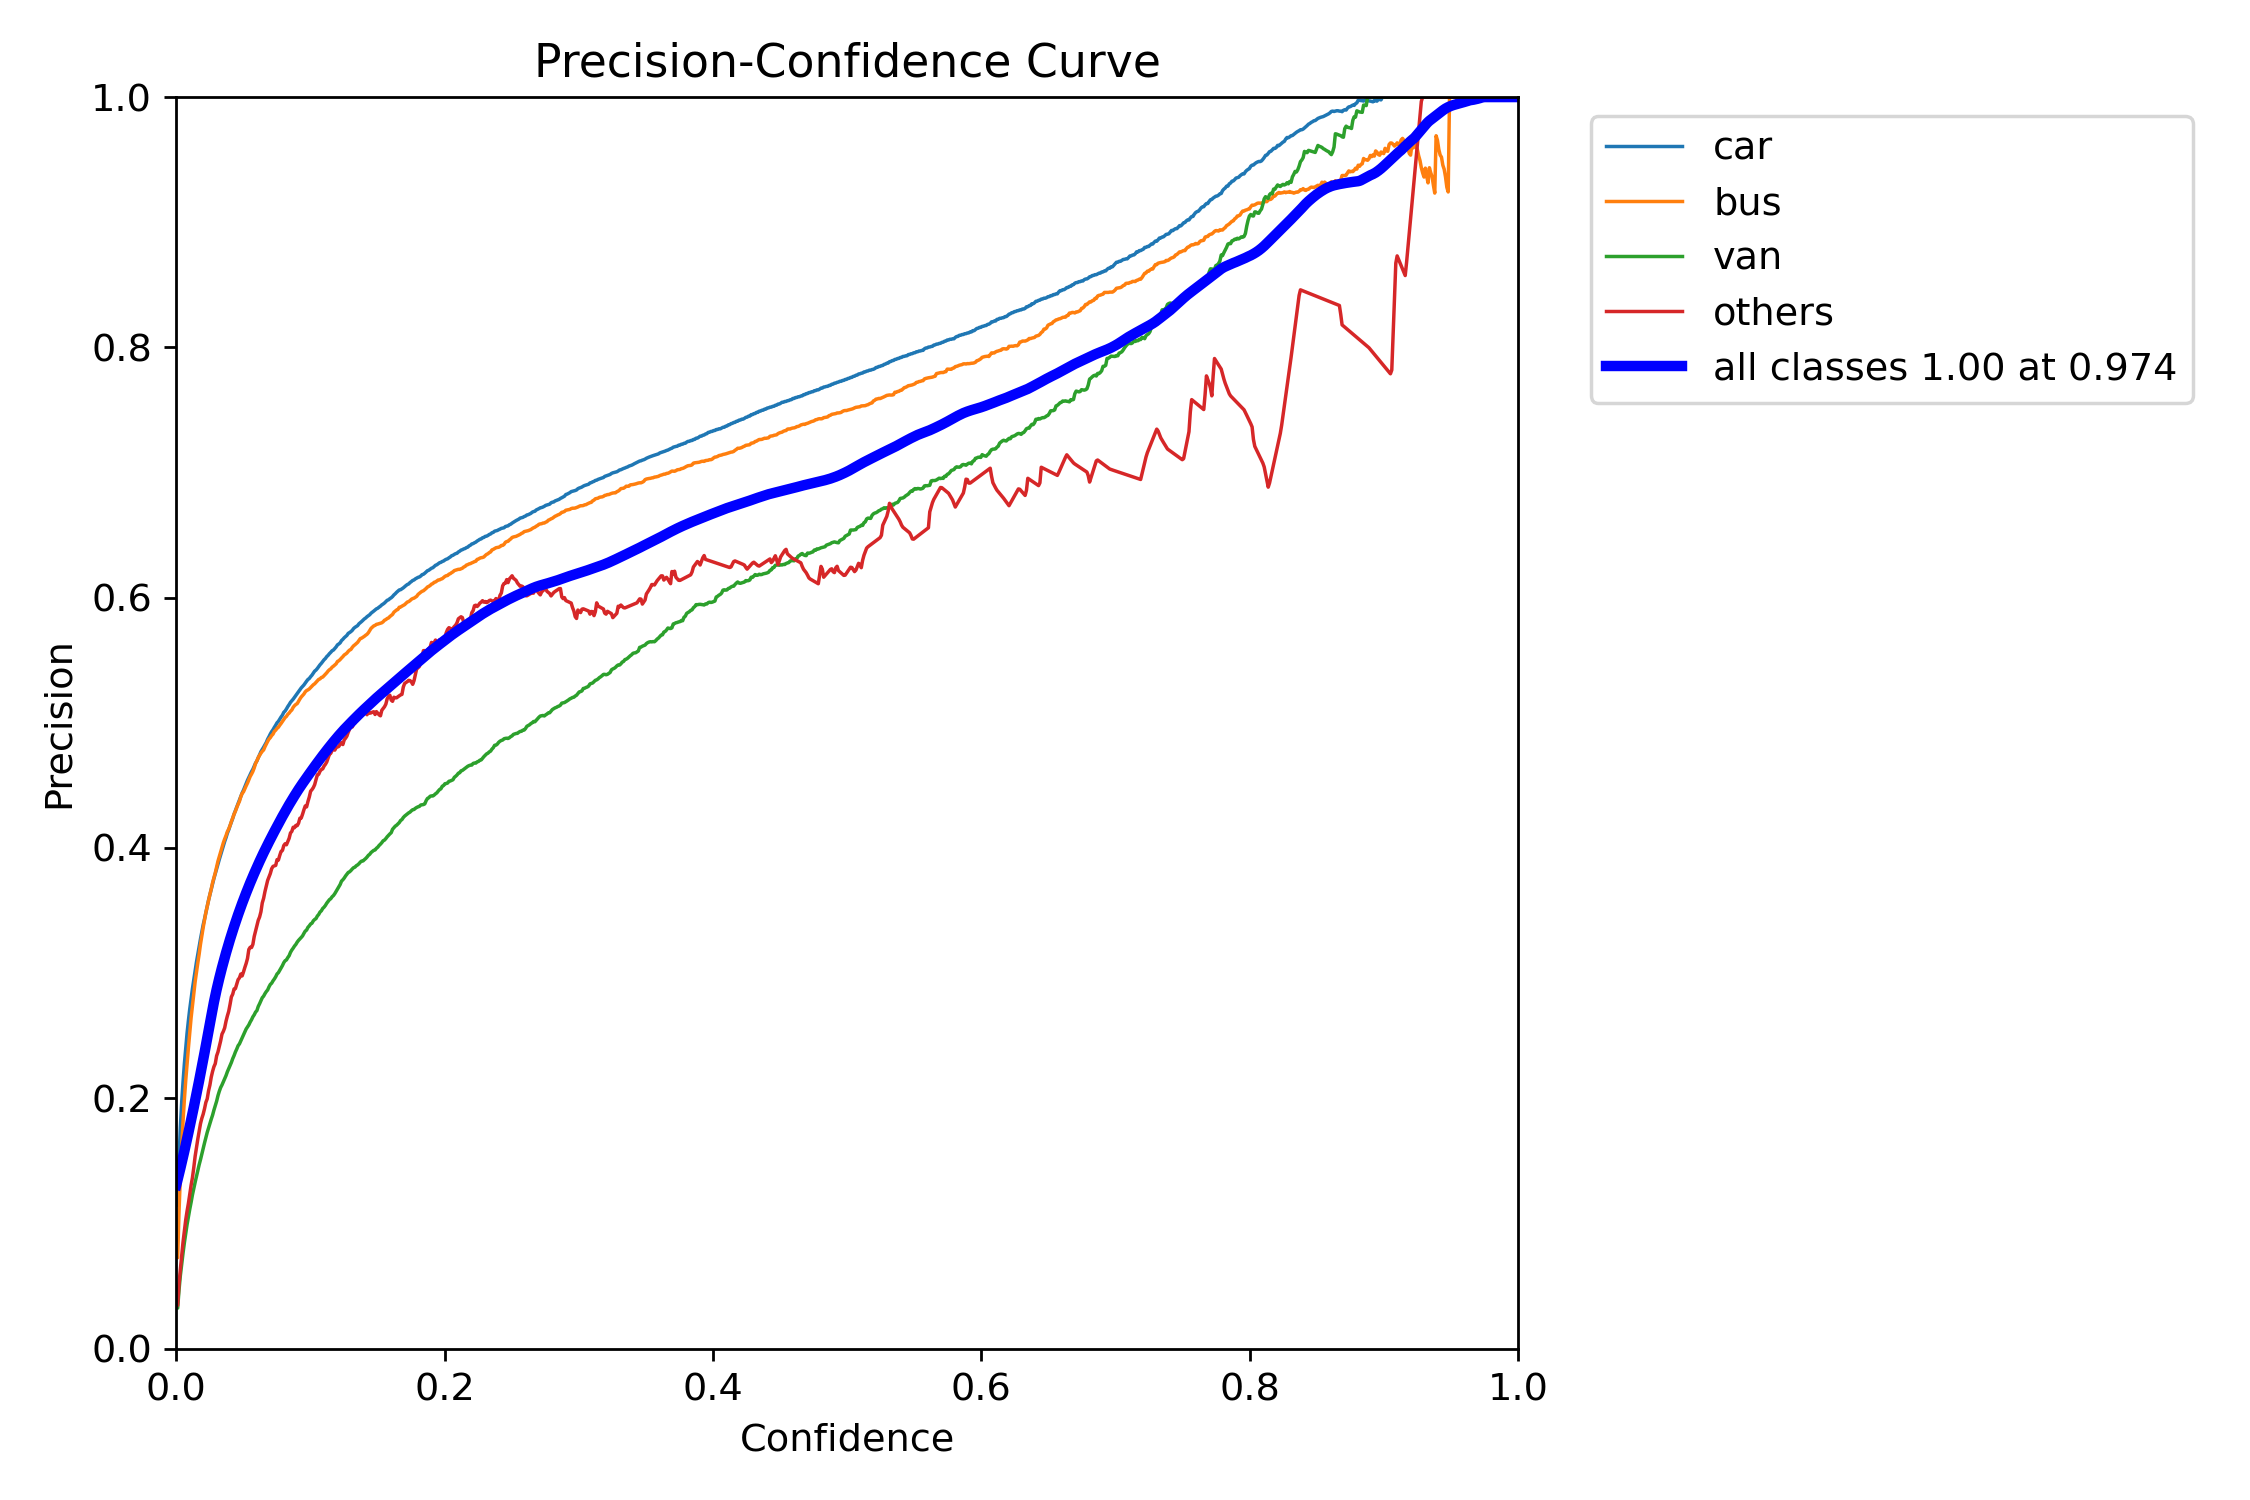 Precision-Confidence Curve
1.0
0.8
0.6
0.4
0.2
0.0
Precision
0.0 0.2 0.4 0.6 0.8 1.0
Confidence
car
bus
van
others
all classes 1.00 at 0.974